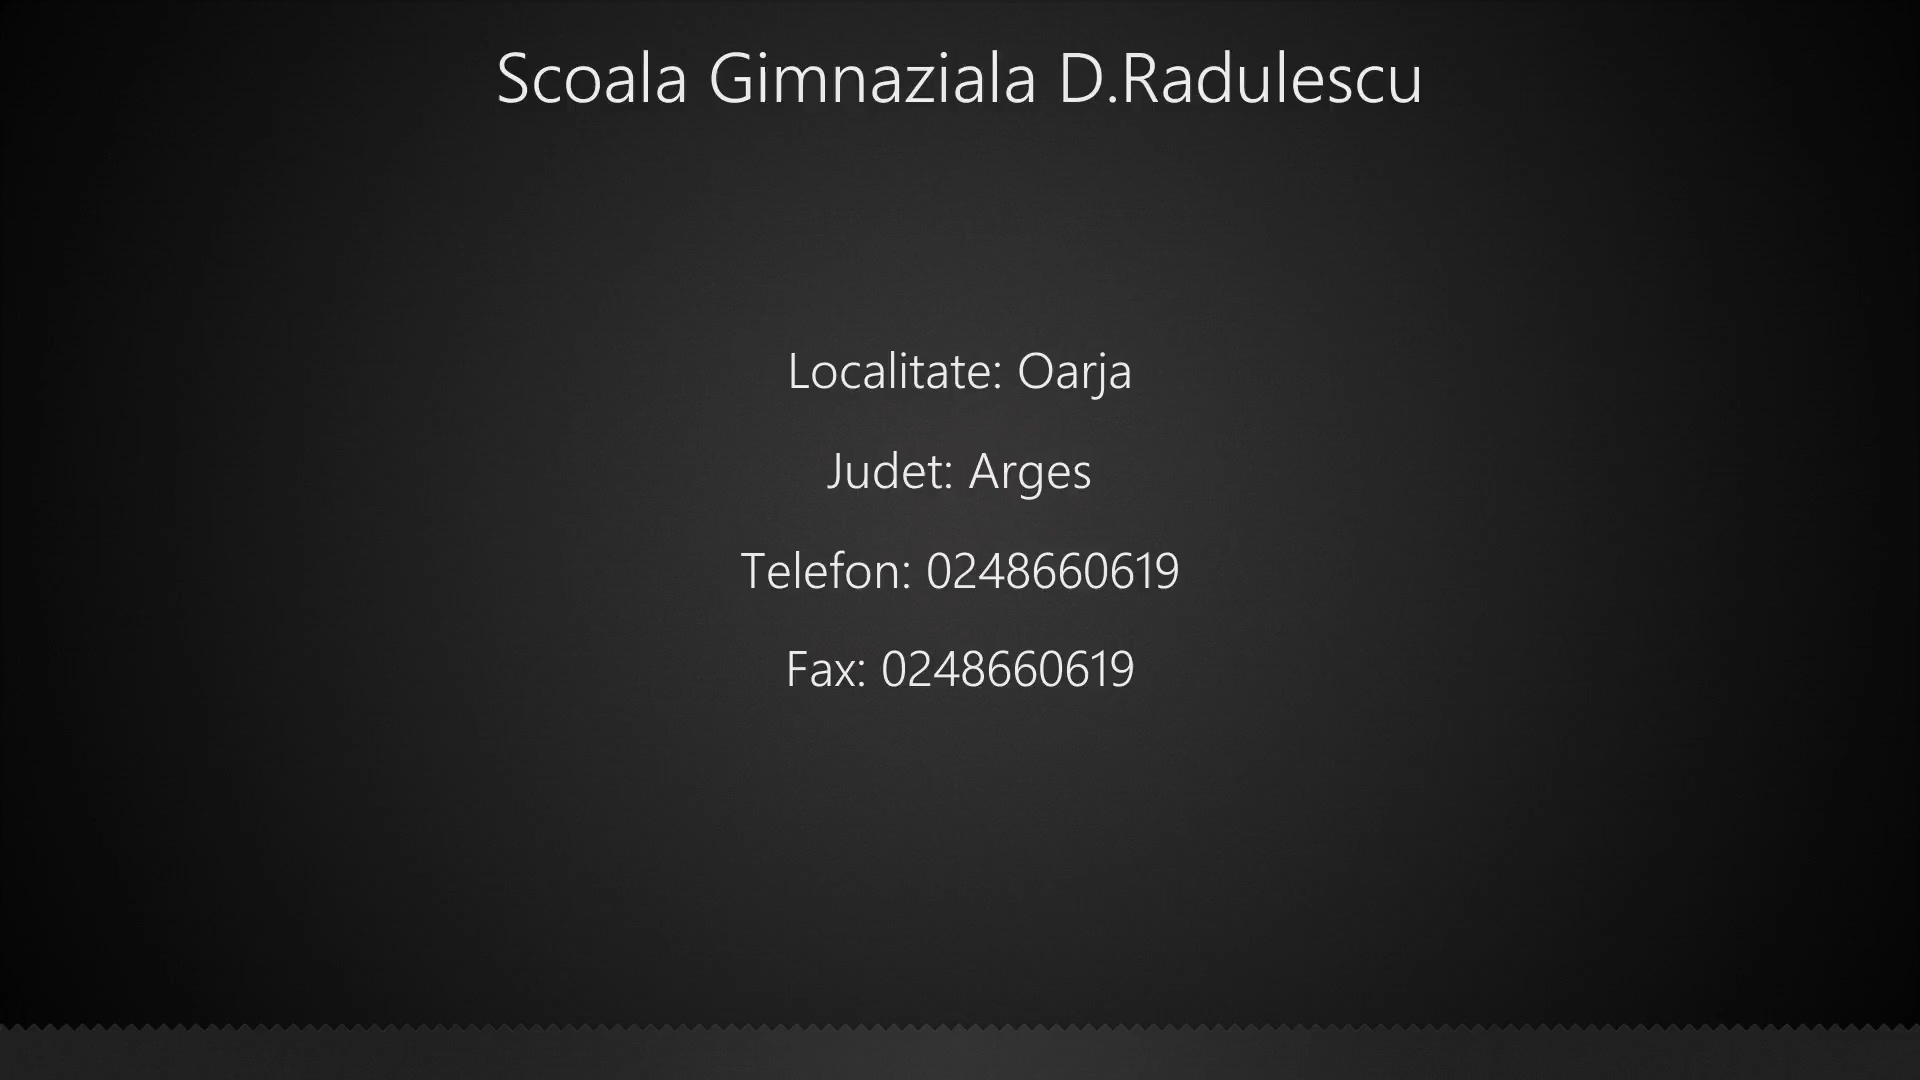 Scoala Gimnaziala D.Radulescu
Localitate: Oarja
Judet: Arges
Telefon: 0248660619
Fax: 0248660619